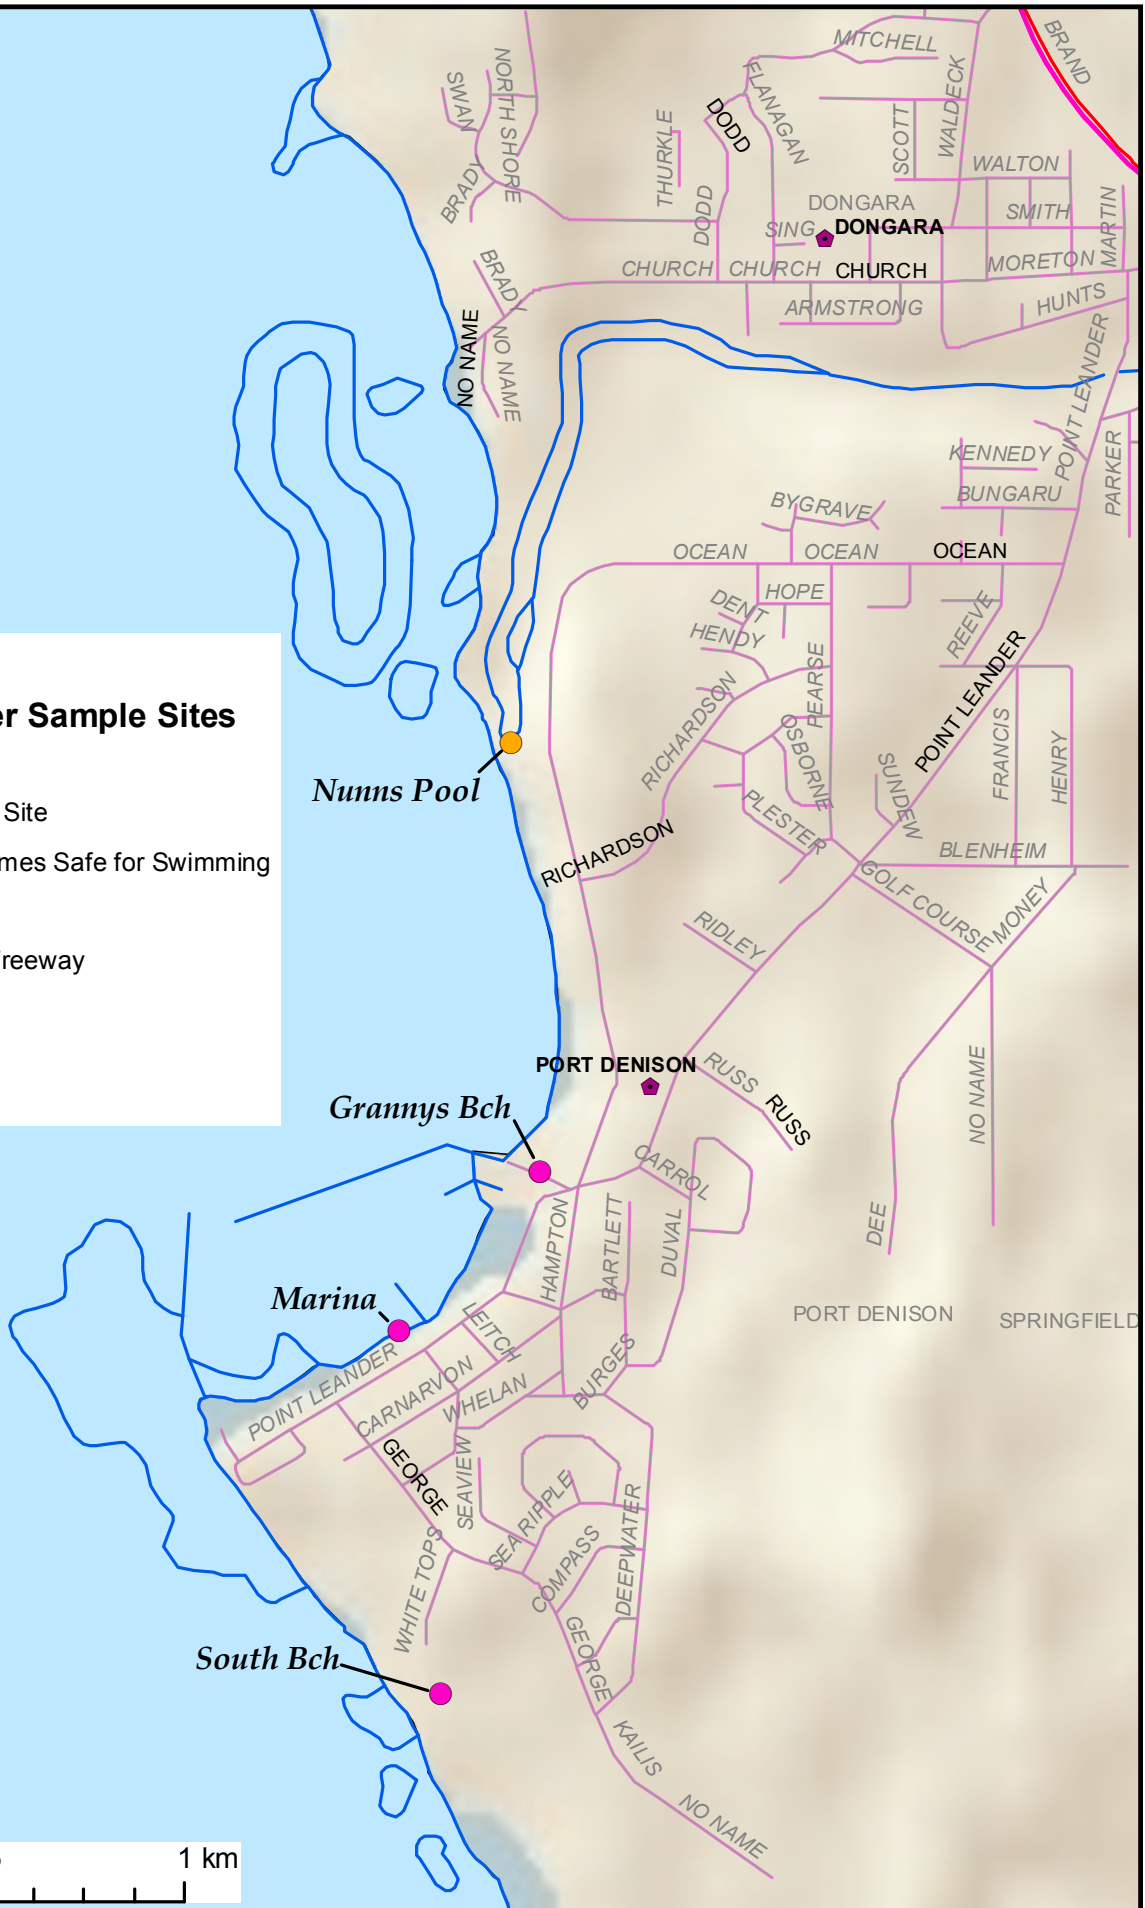 MITCHELL
BRAND
SWAN
NORTH SHORE
FLANAGAN
WALDECK
DODD
THURKLE
SCOTT
WALTON
BRADY
DODD
DONGARA
SMITH
MARTIN
SING
DONGARA
CHURCH
CHURCH
CHURCH
MORETON
BRADY
ARMSTRONG
HUNTS
NO NAME
NO NAME
POINT LEANDER
KENNEDY
PARKER
BUNGARU
BYGRAVE
OCEAN
OCEAN
OCEAN
HOPE
DENT
REEVE
HENDY
PEARSE
POINT LEANDER
RICHARDSON
er Sample Sites
OSBORNE
FRANCIS
HENRY
Nunns Pool
SUNDEW
Site
PLESTER
RICHARDSON
mes Safe for Swimming
BLENHEIM
GOLF COURSE
MONEY
RIDLEY
reeway
PORT DENISON
RUSS
NO NAME
Grannys Bch
RUSS
CARROL
HAMPTON
BARTLETT
DUVAL
DEE
Marina
PORT DENISON
SPRINGFIELD
LEITCH
POINT LEANDER
CARNARVON
WHELAN
BURGES
GEORGE
SEAVIEW
SEA RIPPLE
COMPASS
DEEPWATER
WHITE TOPS
South Bch
GEORGE
KAILIS
NO NAME
1 km